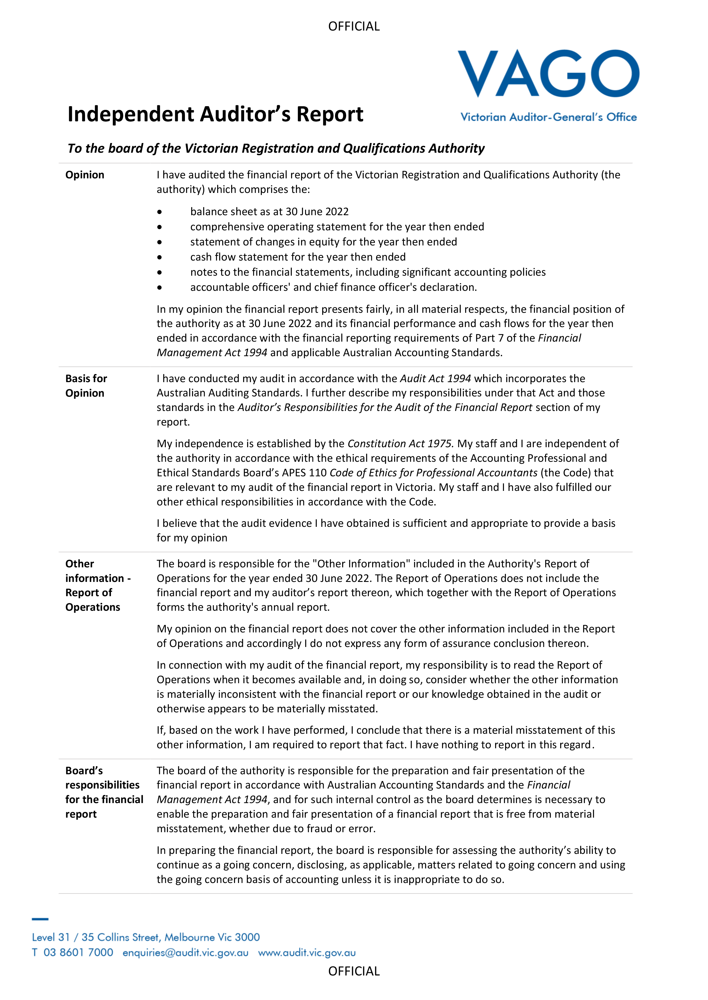 OFFICIAL
VAGO
Victorian Auditor-General's Office
Independent Auditor’s Report
To the board of the Victorian Registration and Qualifications Authority
Opinion
I have audited the financial report of the Victorian Registration and Qualifications Authority (the
authority) which comprises the:
• balance sheet as at 30 June 2022
• comprehensive operating statement for the year then ended
• statement of changes in equity for the year then ended
• cash flow statement for the year then ended
• notes to the financial statements, including significant accounting policies
• accountable officers' and chief finance officer's declaration.
In my opinion the financial report presents fairly, in all material respects, the financial position of
the authority as at 30 June 2022 and its financial performance and cash flows for the year then
ended in accordance with the financial reporting requirements of Part 7 of the Financial
Management Act 1994 and applicable Australian Accounting Standards.
Basis for
Opinion
I have conducted my audit in accordance with the Audit Act 1994 which incorporates the
Australian Auditing Standards. I further describe my responsibilities under that Act and those
standards in the Auditor’s Responsibilities for the Audit of the Financial Report section of my
report.
My independence is established by the Constitution Act 1975. My staff and I are independent of
the authority in accordance with the ethical requirements of the Accounting Professional and
Ethical Standards Board’s APES 110 Code of Ethics for Professional Accountants (the Code) that
are relevant to my audit of the financial report in Victoria. My staff and I have also fulfilled our
other ethical responsibilities in accordance with the Code.
I believe that the audit evidence I have obtained is sufficient and appropriate to provide a basis
for my opinion
Other
information -
Report of
Operations
The board is responsible for the "Other Information" included in the Authority's Report of
Operations for the year ended 30 June 2022. The Report of Operations does not include the
financial report and my auditor’s report thereon, which together with the Report of Operations
forms the authority's annual report.
My opinion on the financial report does not cover the other information included in the Report
of Operations and accordingly I do not express any form of assurance conclusion thereon.
In connection with my audit of the financial report, my responsibility is to read the Report of
Operations when it becomes available and, in doing so, consider whether the other information
is materially inconsistent with the financial report or our knowledge obtained in the audit or
otherwise appears to be materially misstated.
If, based on the work I have performed, I conclude that there is a material misstatement of this
other information, I am required to report that fact. I have nothing to report in this regard.
Board’s
responsibilities
for the financial
report
The board of the authority is responsible for the preparation and fair presentation of the
financial report in accordance with Australian Accounting Standards and the Financial
Management Act 1994, and for such internal control as the board determines is necessary to
enable the preparation and fair presentation of a financial report that is free from material
misstatement, whether due to fraud or error.
In preparing the financial report, the board is responsible for assessing the authority’s ability to
continue as a going concern, disclosing, as applicable, matters related to going concern and using
the going concern basis of accounting unless it is inappropriate to do so.
Level 31 / 35 Collins Street, Melbourne Vic 3000
T 03 8601 7000 enquiries@audit.vic.gov.au www.audit.vic.gov.au
OFFICIAL